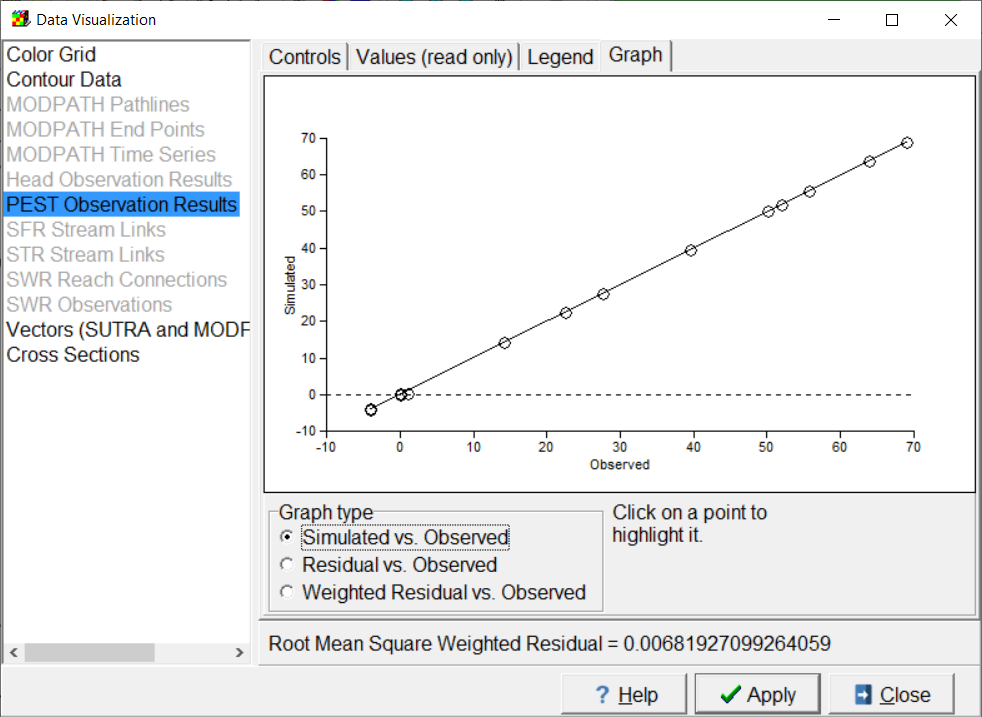 Data Visualization
Color Grid
Contour Data
MODPATH Pathlines
MODPATH End Points
MODPATH Time Series
Head Observation Results
PEST Observation Results
SFR Stream Links
STR Stream Links
SWR Reach Connections
SWR Observations
Vectors (SUTRA and MODF
Cross Sections
Controls Values (read only) Legend Graph
70
60
50
40
30
20
10
0
-10
Simulated
-10 0 10 20 30 40 50 60 70
Observed
Graph type
Simulated vs. Observed
Residual vs. Observed
Weighted Residual vs. Observed
Click on a point to
highlight it.
Root Mean Square Weighted Residual = 0.00681927099264059
? Help Apply Close